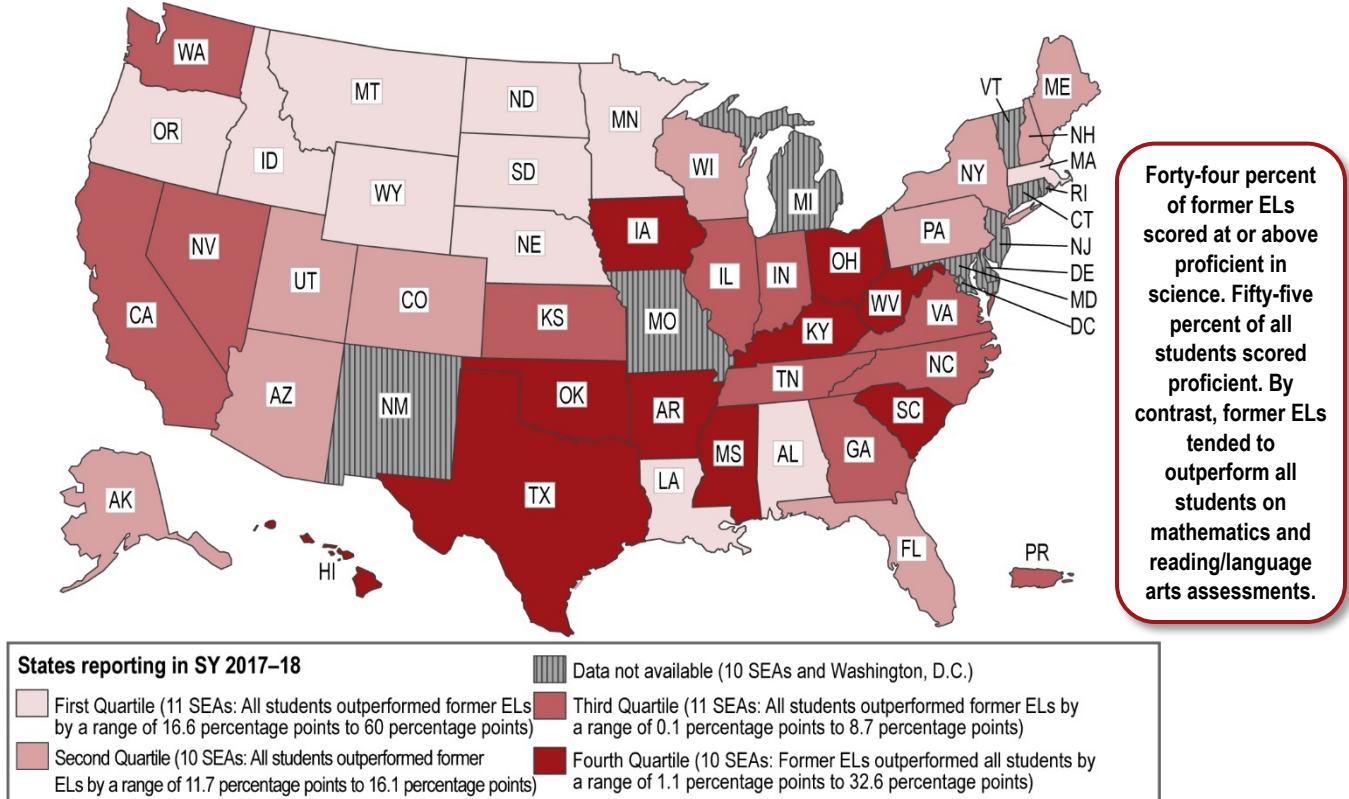 WA
MT
ND
MN
VT
ME
OR
ID
SD
WI
NY
NH
MA
WY
MI
RI
CT
NE
IA
PA
NJ
NV
UT
CO
IL
IN
OH
DE
MD
DC
CA
KS
MO
WV
VA
KY
AZ
NM
OK
AR
TN
NC
SC
MS
AL
GA
AK
TX
LA
FL
HI
PR
Forty-four percent
of former ELs
scored at or above
proficient in
science. Fifty-five
percent of all
students scored
proficient. By
contrast, former ELs
tended to
outperform all
students on
mathematics and
reading/language
arts assessments.
States reporting in SY 2017–18
First Quartile (11 SEAs: All students outperformed former ELs
by a range of 16.6 percentage points to 60 percentage points)
Second Quartile (10 SEAs: All students outperformed former
ELs by a range of 11.7 percentage points to 16.1 percentage points)
Data not available (10 SEAs and Washington, D.C.)
Third Quartile (11 SEAs: All students outperformed former ELs by
a range of 0.1 percentage points to 8.7 percentage points)
Fourth Quartile (10 SEAs: Former ELs outperformed all students by
a range of 1.1 percentage points to 32.6 percentage points)